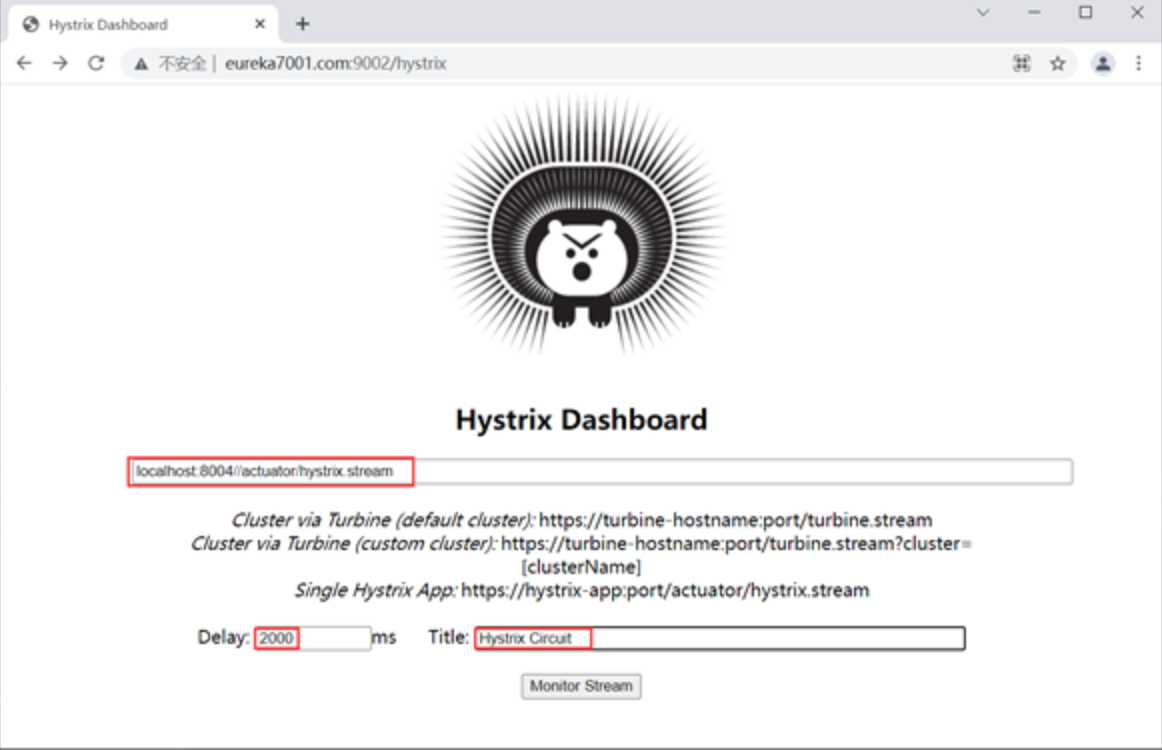 Hystrix Dashboard
不安全 | eureka7001.com:9002/hystrix
Hystrix Dashboard
localhost:8004//actuator/hystrix.stream
Cluster via Turbine (default cluster): https://turbine-hostname:port/turbine.stream
Cluster via Turbine (custom cluster): https://turbine-hostname:port/turbine.stream?cluster=
[clusterName]
Single Hystrix App: https://hystrix-app:port/actuator/hystrix.stream
Delay: 2000 ms Title: Hystrix Circuit
Monitor Stream